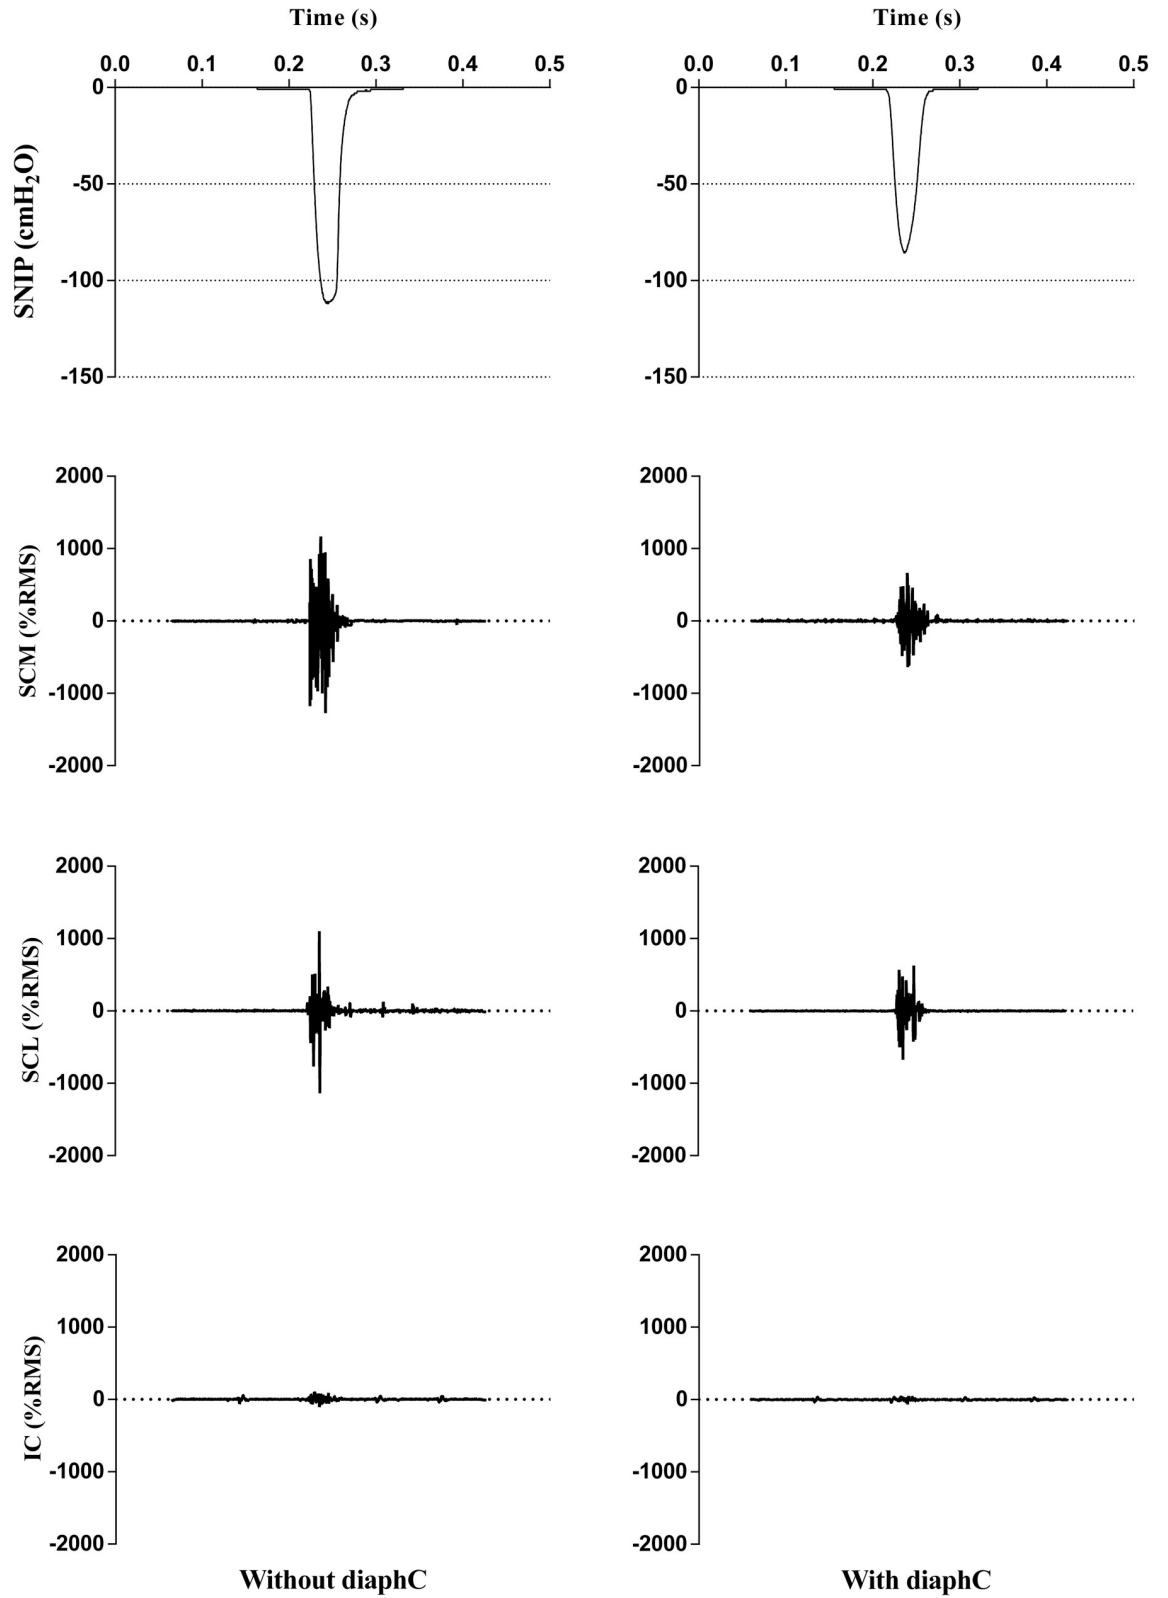 Time (s) Time (s)
0.0 0.1 0.2 0.3 0.4 0.5 0.0 0.1 0.2 0.3 0.4 0.5
0 0
-50 -50
-100 -100
-150 -150
SNIP (cmH₂O)
2000 2000
1000 1000
0 0
-1000 -1000
-2000 -2000
SCM (%RMS)
2000 2000
1000 1000
0 0
-1000 -1000
-2000 -2000
SCL (%RMS)
2000 2000
1000 1000
0 0
-1000 -1000
-2000 -2000
IC (%RMS)
Without diaphC With diaphC